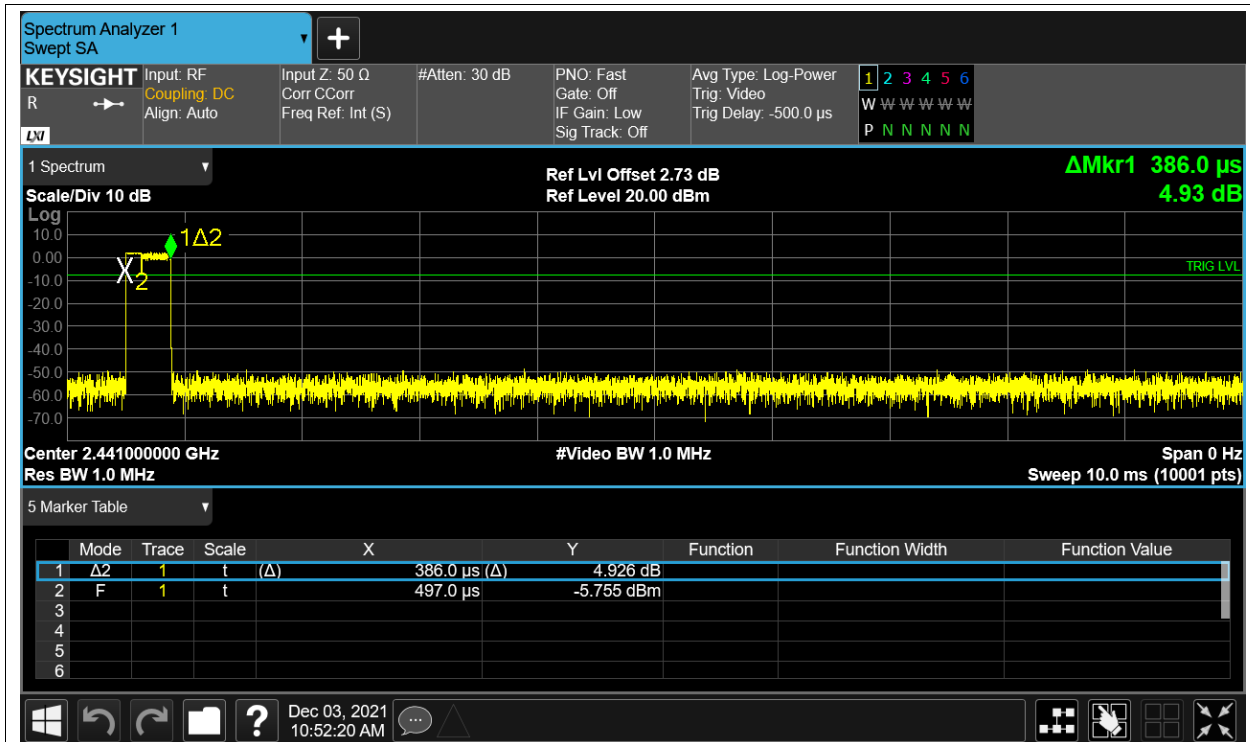 Spectrum Analyzer 1
Swept SA
KEYSIGHT Input: RF Input Z: 50 Ω #Atten: 30 dB PNO: Fast Avg Type: Log-Power 1 2 3 4 5 6
R Coupling: DC Corr CCorr Gate: Off Trig: Video W W W W W W
Align: Auto Freq Ref: Int (S) IF Gain: Low Trig Delay: -500.0 µs
LXI Sig Track: Off P N N N N N
1 Spectrum Ref Lvl Offset 2.73 dB ΔMkr1 386.0 µs
Scale/Div 10 dB Ref Level 20.00 dBm 4.93 dB
Log
10.0
1Δ2
0.00
TRIG LVL
X2
-10.0
-20.0
-30.0
-40.0
-50.0
-60.0
-70.0
Center 2.441000000 GHz #Video BW 1.0 MHz Span 0 Hz
Res BW 1.0 MHz Sweep 10.0 ms (10001 pts)
5 Marker Table
Mode Trace Scale X Y Function Function Width Function Value
1 Δ2 1 t (Δ) 386.0 µs (Δ) 4.926 dB
2 F 1 t 497.0 µs -5.755 dBm
3
4
5
6
? Dec 03, 2021
10:52:20 AM